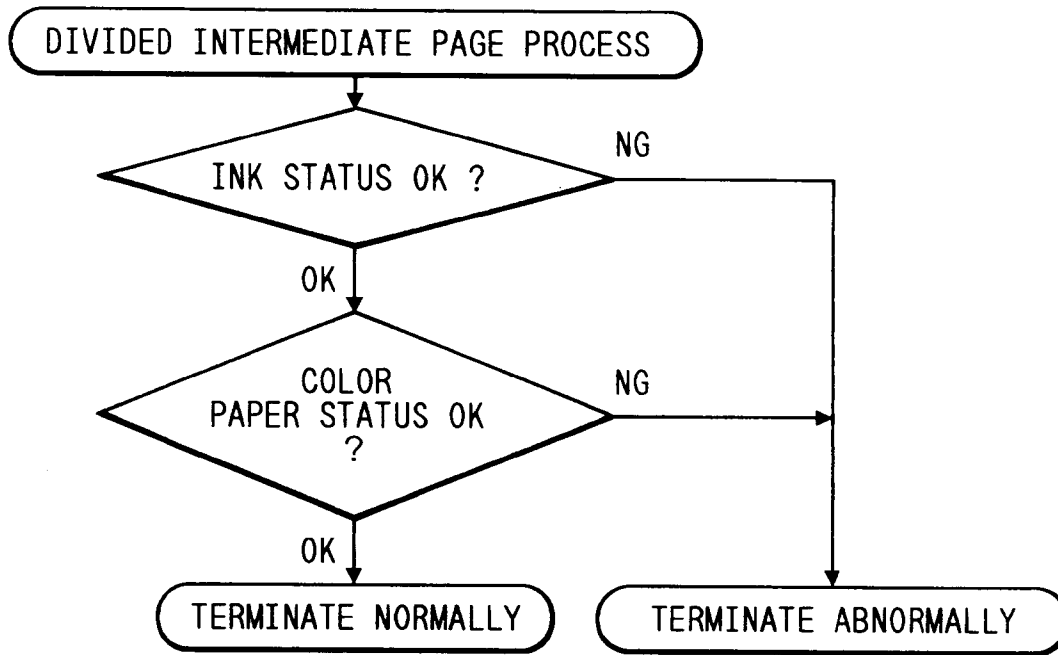 DIVIDED INTERMEDIATE PAGE PROCESS
INK STATUS OK ?
NG
OK
COLOR
PAPER STATUS OK
?
NG
OK
TERMINATE NORMALLY
TERMINATE ABNORMALLY